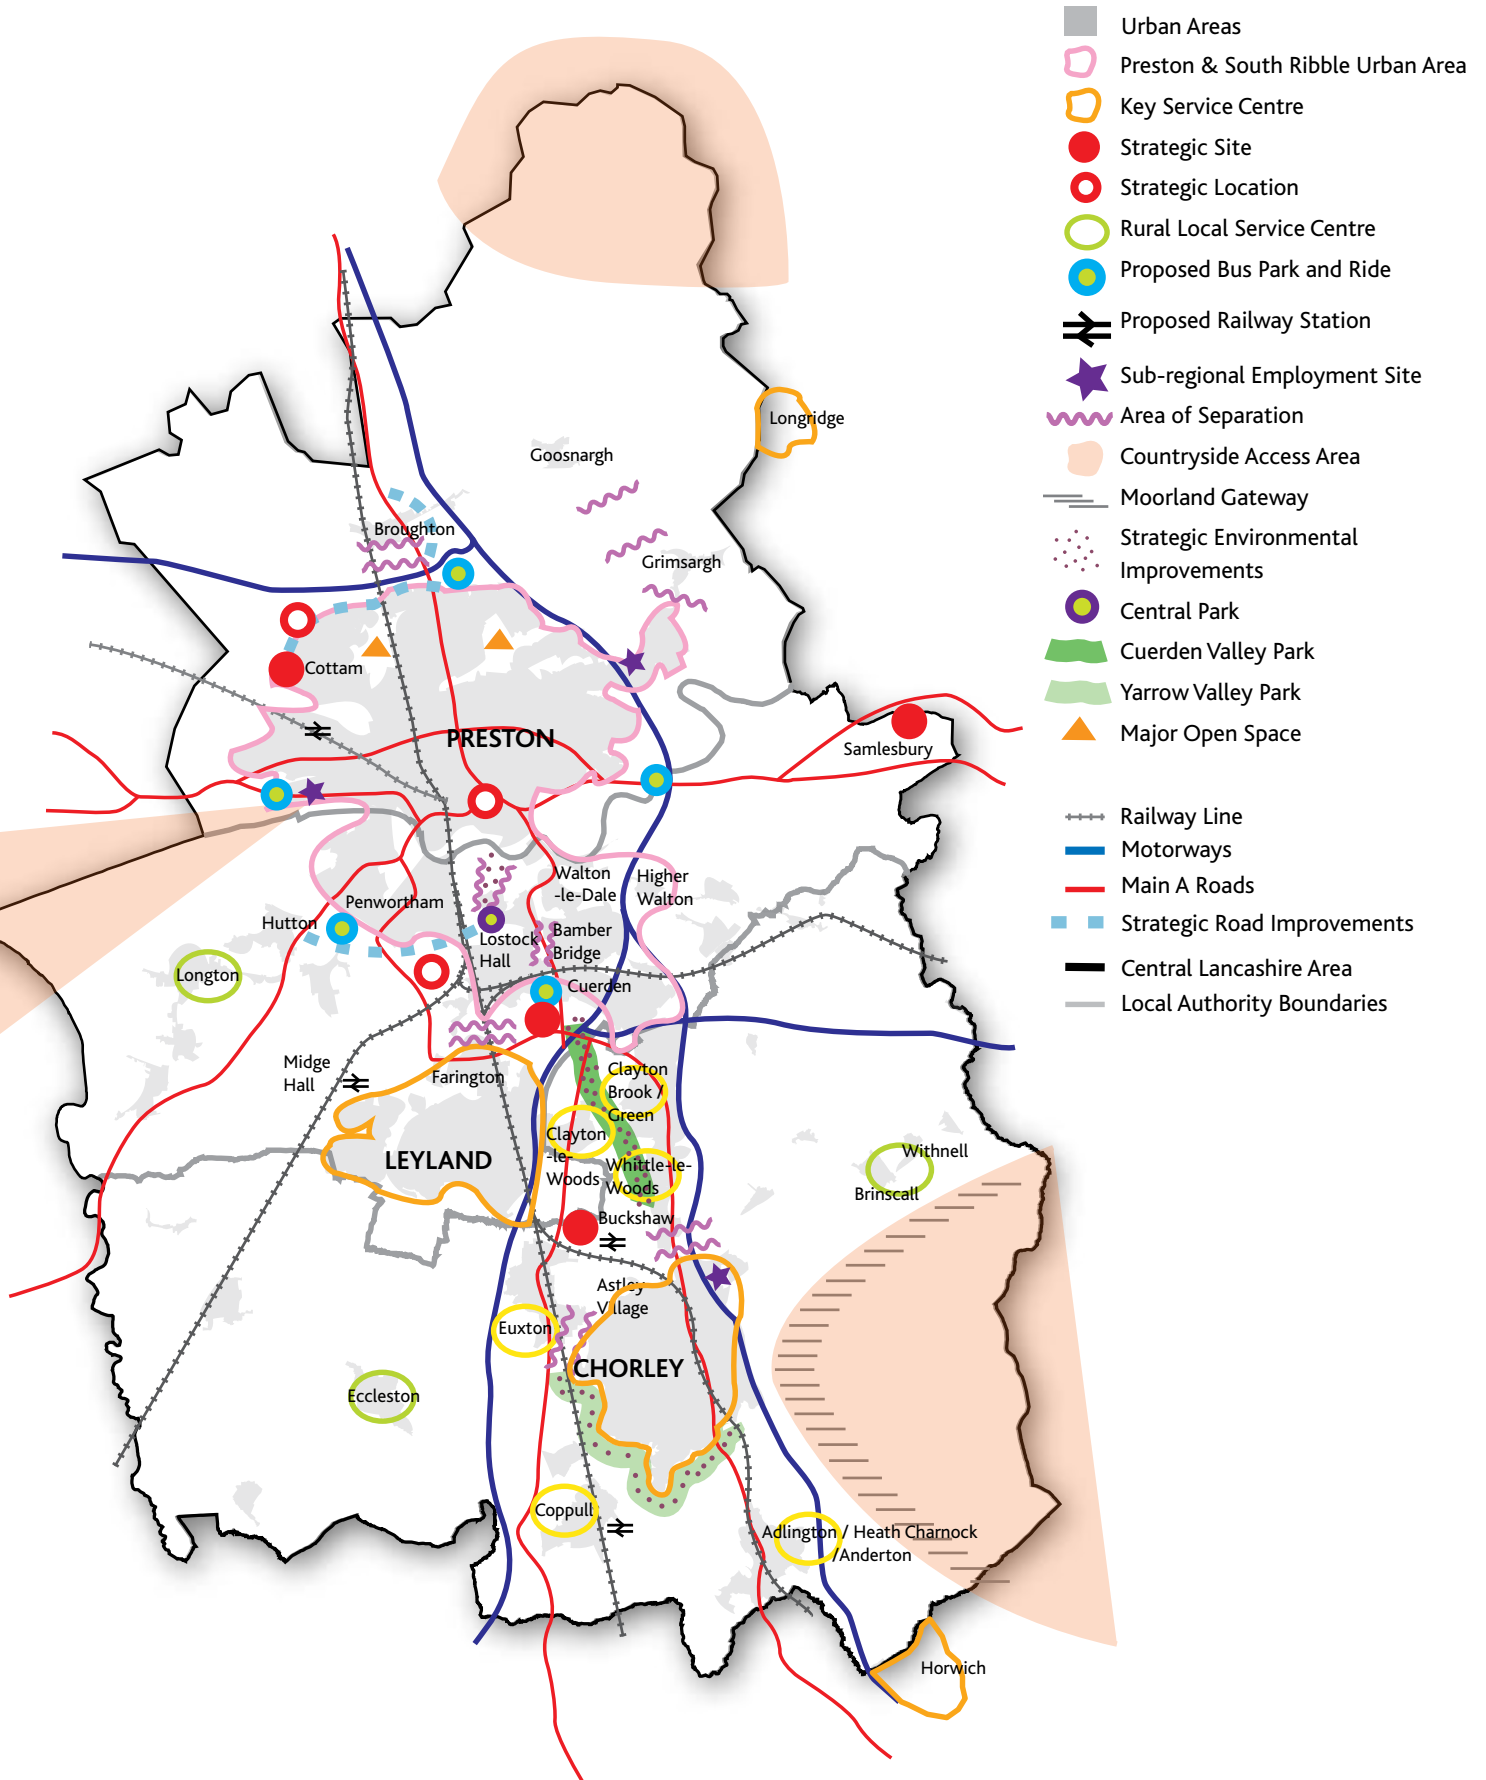 Urban Areas
Preston & South Ribble Urban Area
Key Service Centre
Strategic Site
Strategic Location
Rural Local Service Centre
Proposed Bus Park and Ride
Proposed Railway Station
Sub-regional Employment Site
Area of Separation
Countryside Access Area
Moorland Gateway
Strategic Environmental
Improvements
Central Park
Cuerden Valley Park
Yarrow Valley Park
Major Open Space
Railway Line
Motorways
Main A Roads
Strategic Road Improvements
Central Lancashire Area
Local Authority Boundaries
Longridge
Goosnargh
Broughton
Grimsargh
Cottam
PRESTON
Samlesbury
Walton
-le-Dale
Higher
Walton
Penwortham
Hutton
Lostock
Hall
Bamber
Bridge
Longton
Cuerden
Midge
Hall
Farington
Clayton
Brook /
Green
Clayton
-le-
Woods
LEYLAND
Whittle-le-
Woods
Withnell
Brinscall
Buckshaw
Astley
Village
Euxton
CHORLEY
Eccleston
Coppull
Adlington / Heath Charnock
/Anderton
Horwich